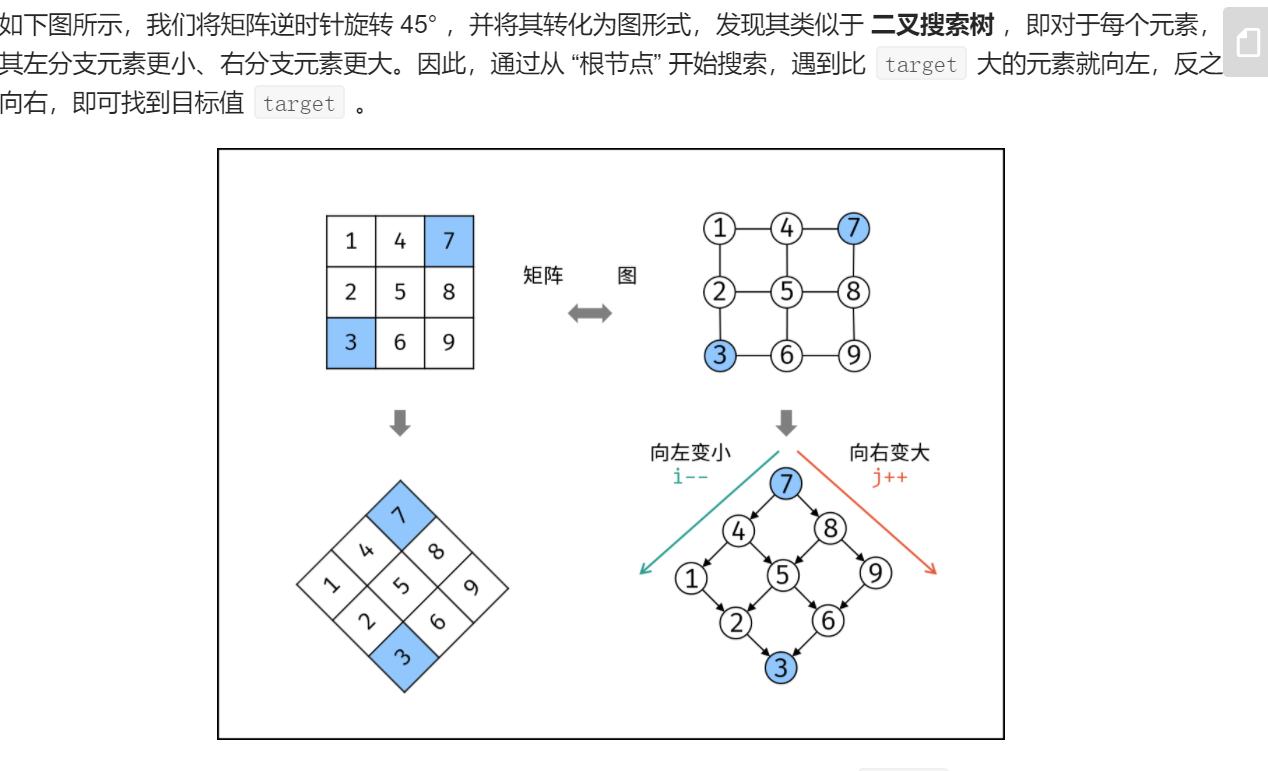 如下图所示，我们将矩阵逆时针旋转 45° ，并将其转化为图形式，发现其类似于 二叉搜索树 ，即对于每个元素，
其左分支元素更小、右分支元素更大。因此，通过从 “根节点” 开始搜索，遇到比 target 大的元素就向左，反之
向右，即可找到目标值 target 。
1 4 7
2 5 8
3 6 9
矩阵 图
1 4 7
2 5 8
3 6 9
7
4 8
1 5 9
2 6
3
向左变小
i--
向右变大
j++
7
4 8
1 5 9
2 6
3